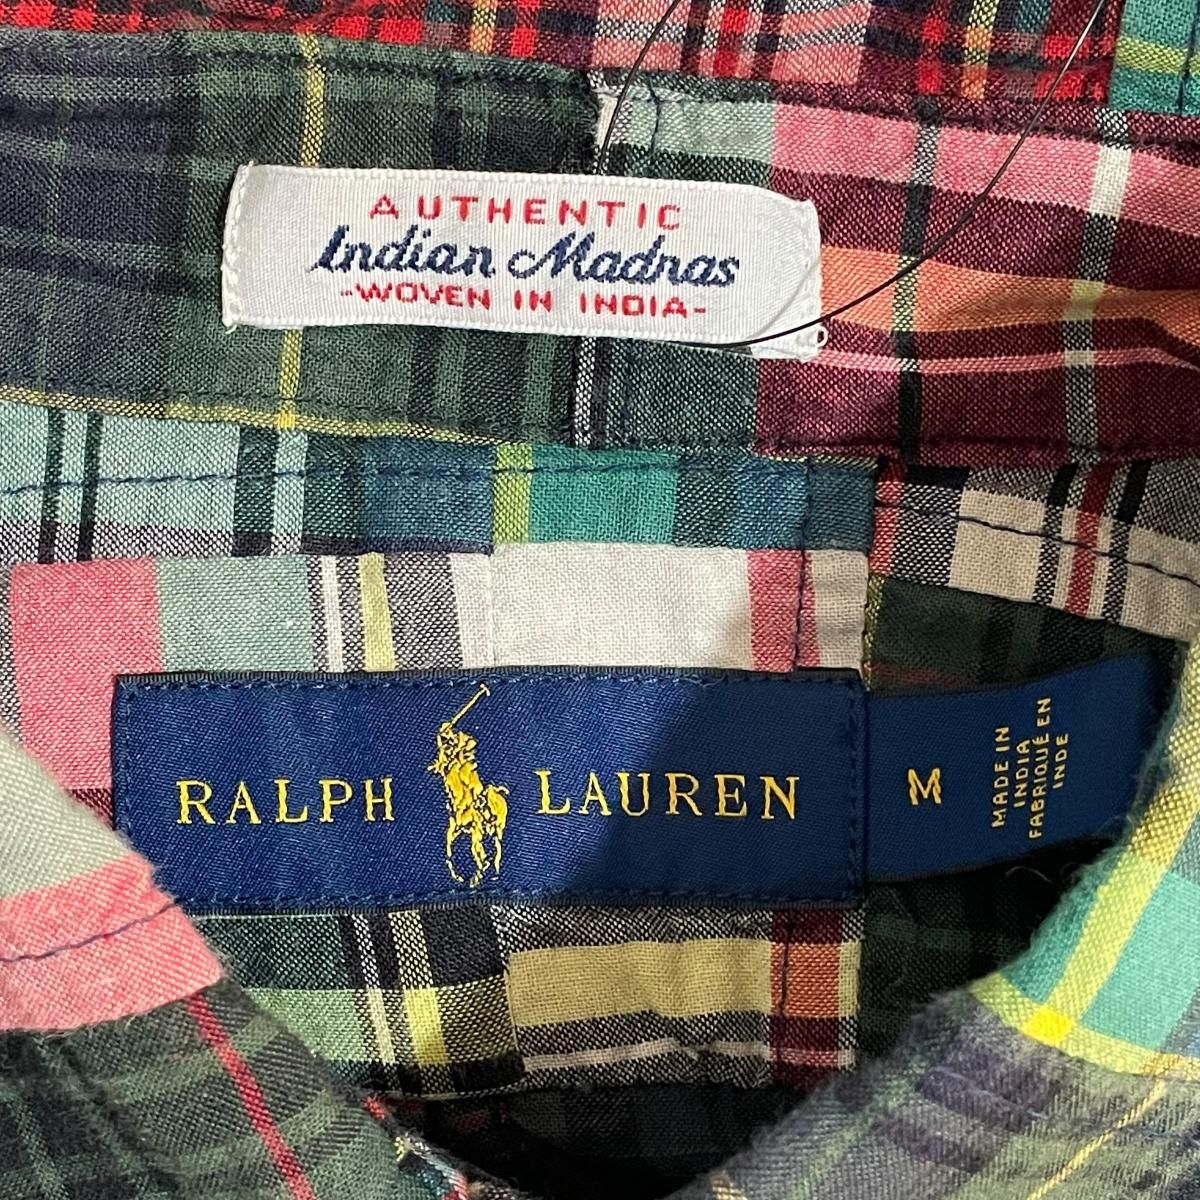 AUTHENTIC
Indian Madras
-WOVEN IN INDIA-
RALPH LAUREN
M
MADE IN
INDIA
FABRIQUÉ EN
INDE